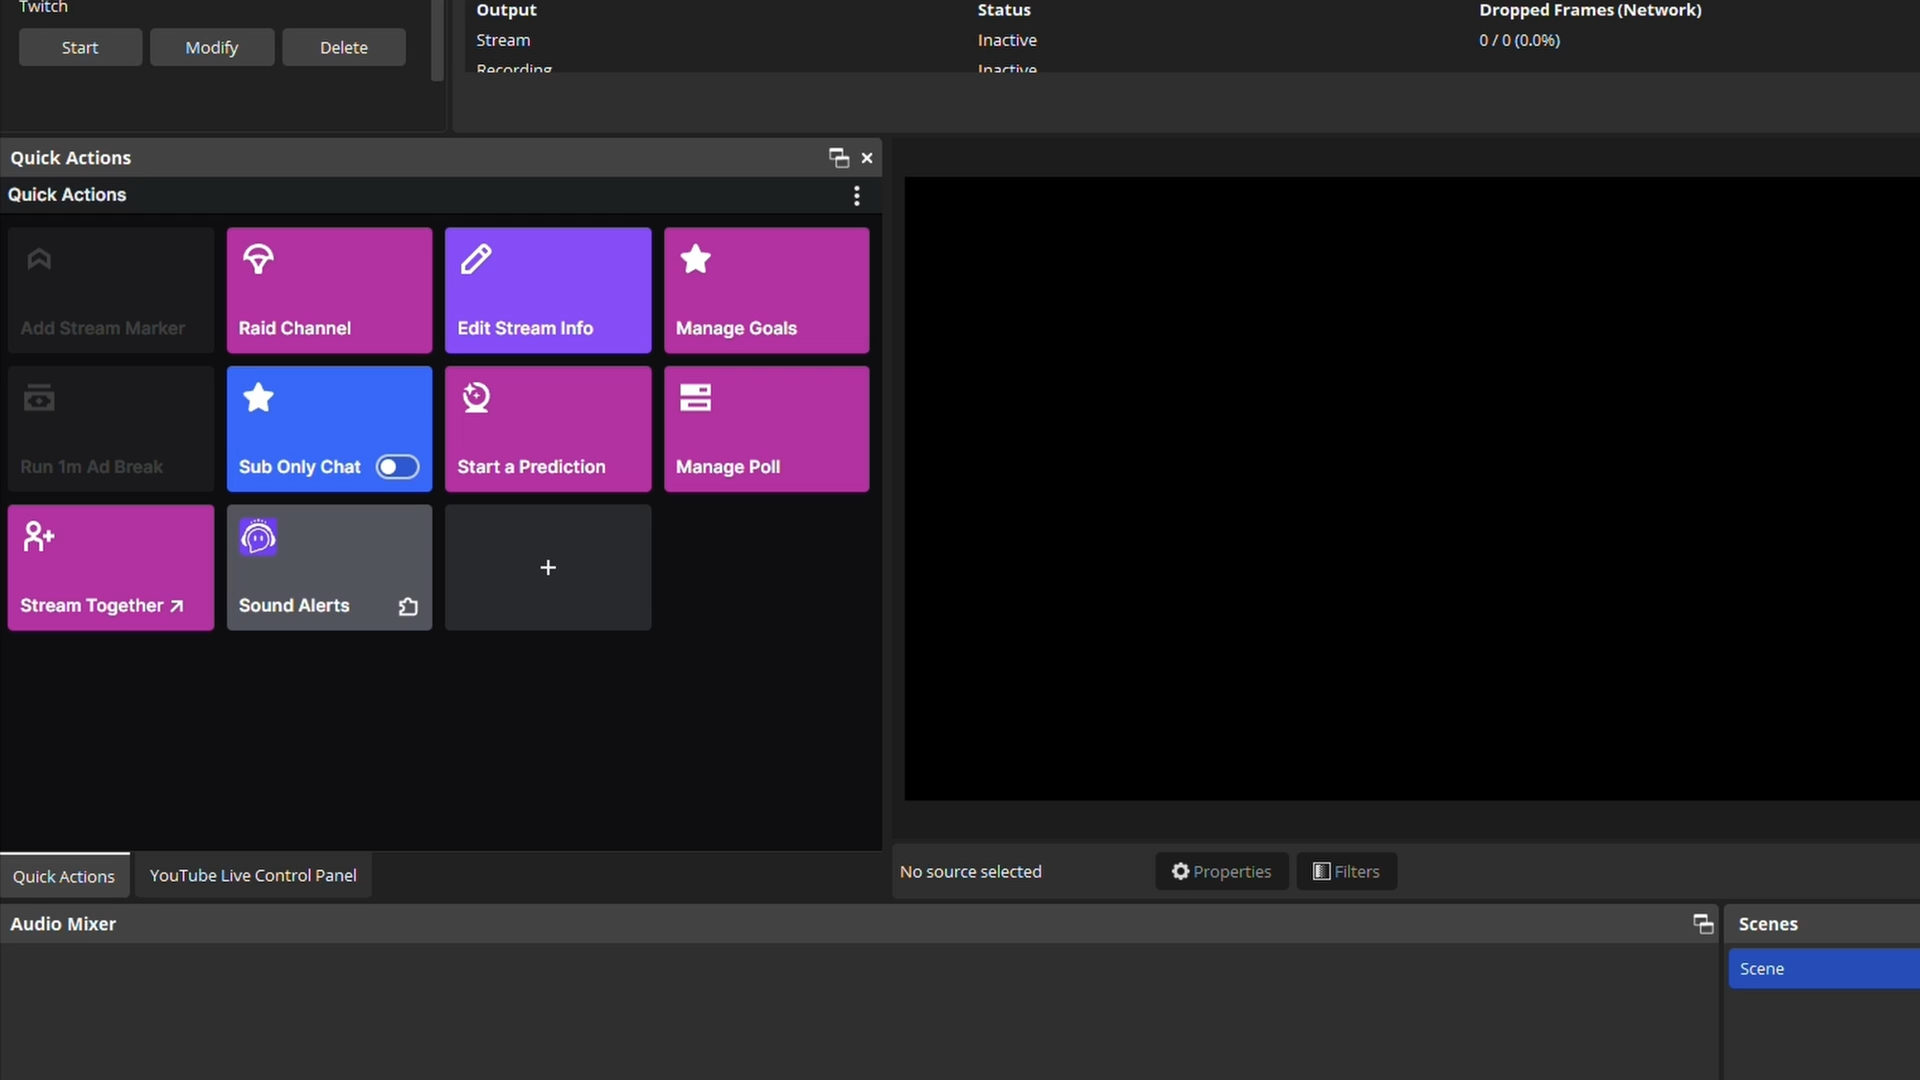 Twitch
Start
Modify
Delete
Output
Status
Dropped Frames (Network)
Stream
Inactive
0 / 0 (0.0%)
Recording
Inactive
Quick Actions
Quick Actions
Add Stream Marker
Raid Channel
Edit Stream Info
Manage Goals
Run 1m Ad Break
Sub Only Chat
Start a Prediction
Manage Poll
Stream Together
Sound Alerts
+
Quick Actions
YouTube Live Control Panel
No source selected
Properties
Filters
Audio Mixer
Scenes
Scene